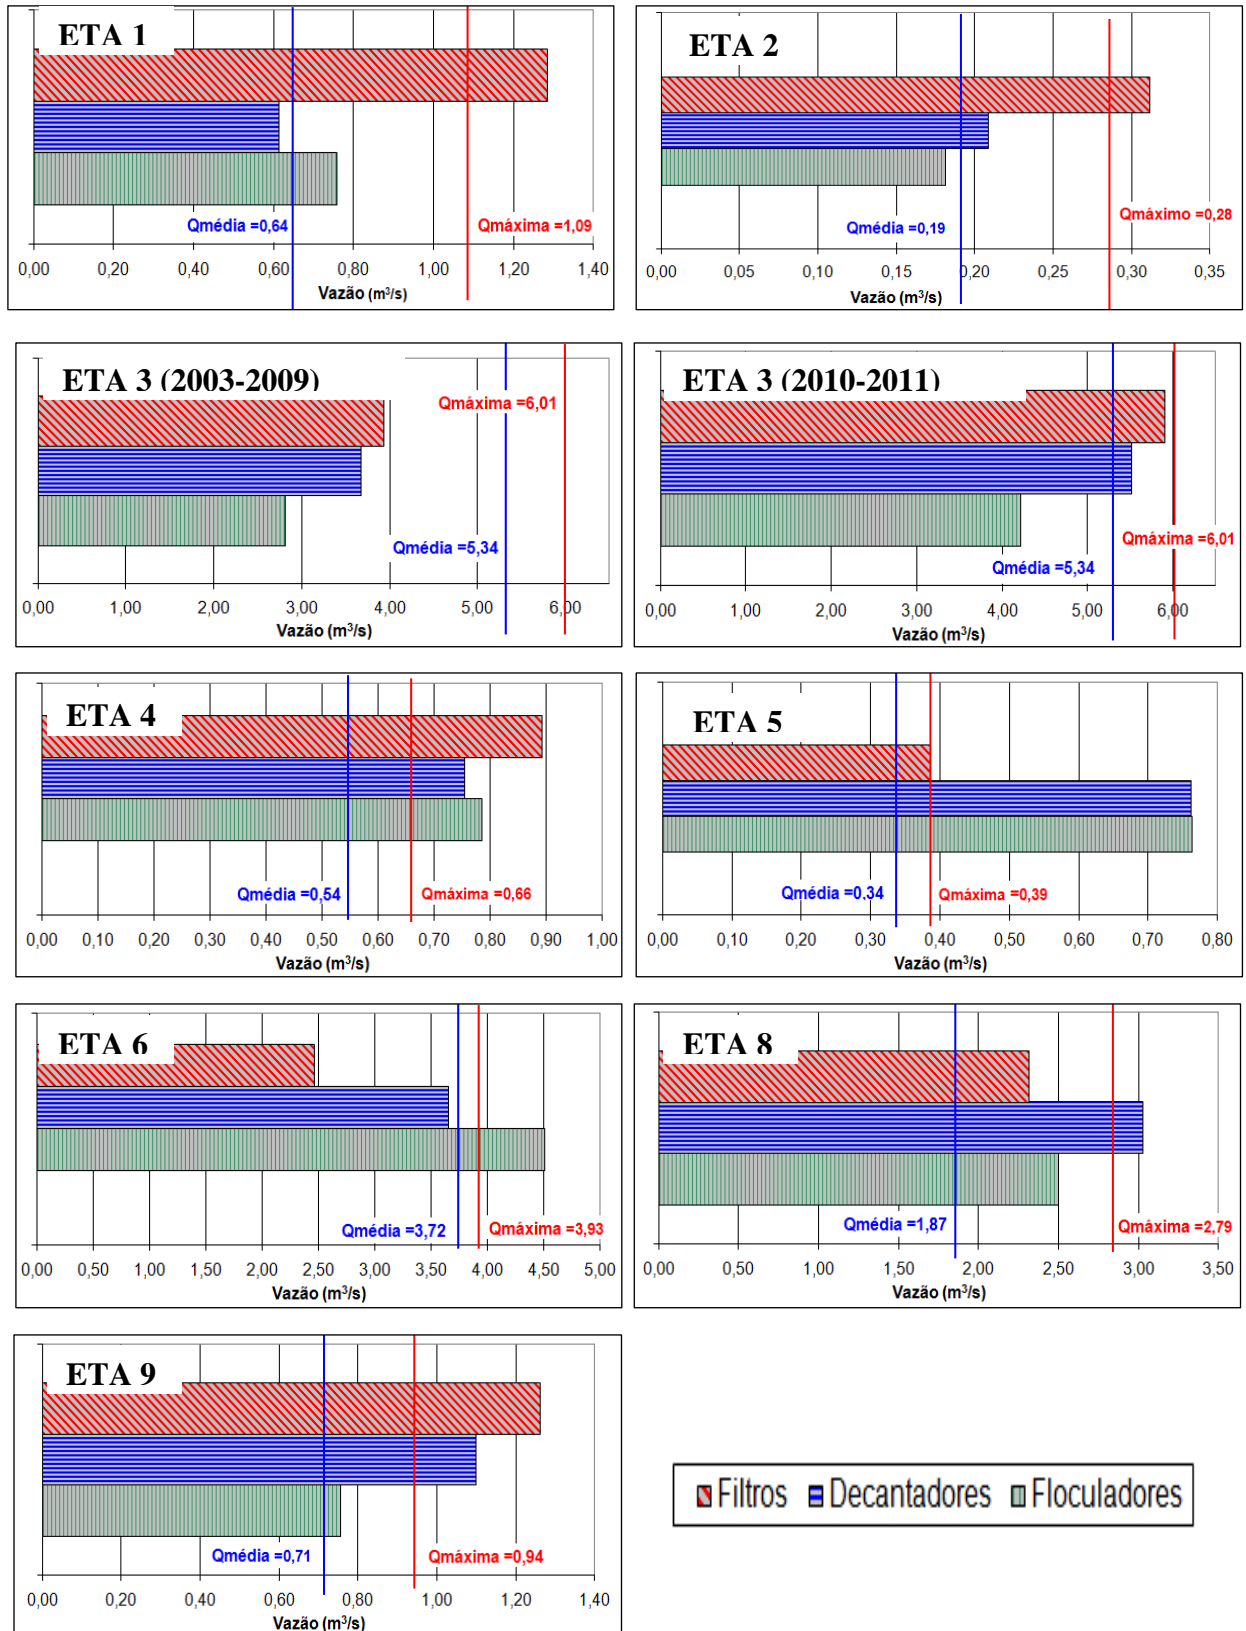 ETA 1
Qmédia =0,64
Qmáxima =1,09
0,00 0,20 0,40 0,60 0,80 1,00 1,20 1,40
Vazão (m³/s)
ETA 2
Qmédia =0,19
Qmáximo =0,28
0,00 0,05 0,10 0,15 0,20 0,25 0,30 0,35
Vazão (m³/s)
ETA 3 (2003-2009)
Qmáxima =6,01
Qmédia =5,34
0,00 1,00 2,00 3,00 4,00 5,00 6,00
Vazão (m³/s)
ETA 3 (2010-2011)
Qmáxima =6,01
Qmédia =5,34
0,00 1,00 2,00 3,00 4,00 5,00 6,00
Vazão (m³/s)
ETA 4
Qmédia =0,54
Qmáxima =0,66
0,00 0,10 0,20 0,30 0,40 0,50 0,60 0,70 0,80 0,90 1,00
Vazão (m³/s)
ETA 5
Qmédia =0,34
Qmáxima =0,39
0,00 0,10 0,20 0,30 0,40 0,50 0,60 0,70 0,80
Vazão (m³/s)
ETA 6
Qmédia =3,72
Qmáxima =3,93
0,00 0,50 1,00 1,50 2,00 2,50 3,00 3,50 4,00 4,50 5,00
Vazão (m³/s)
ETA 8
Qmédia =1,87
Qmáxima =2,79
0,00 0,50 1,00 1,50 2,00 2,50 3,00 3,50
Vazão (m³/s)
ETA 9
Qmédia =0,71
Qmáxima =0,94
0,00 0,20 0,40 0,60 0,80 1,00 1,20 1,40
Vazão (m³/s)
Filtros Decantadores Floculadores